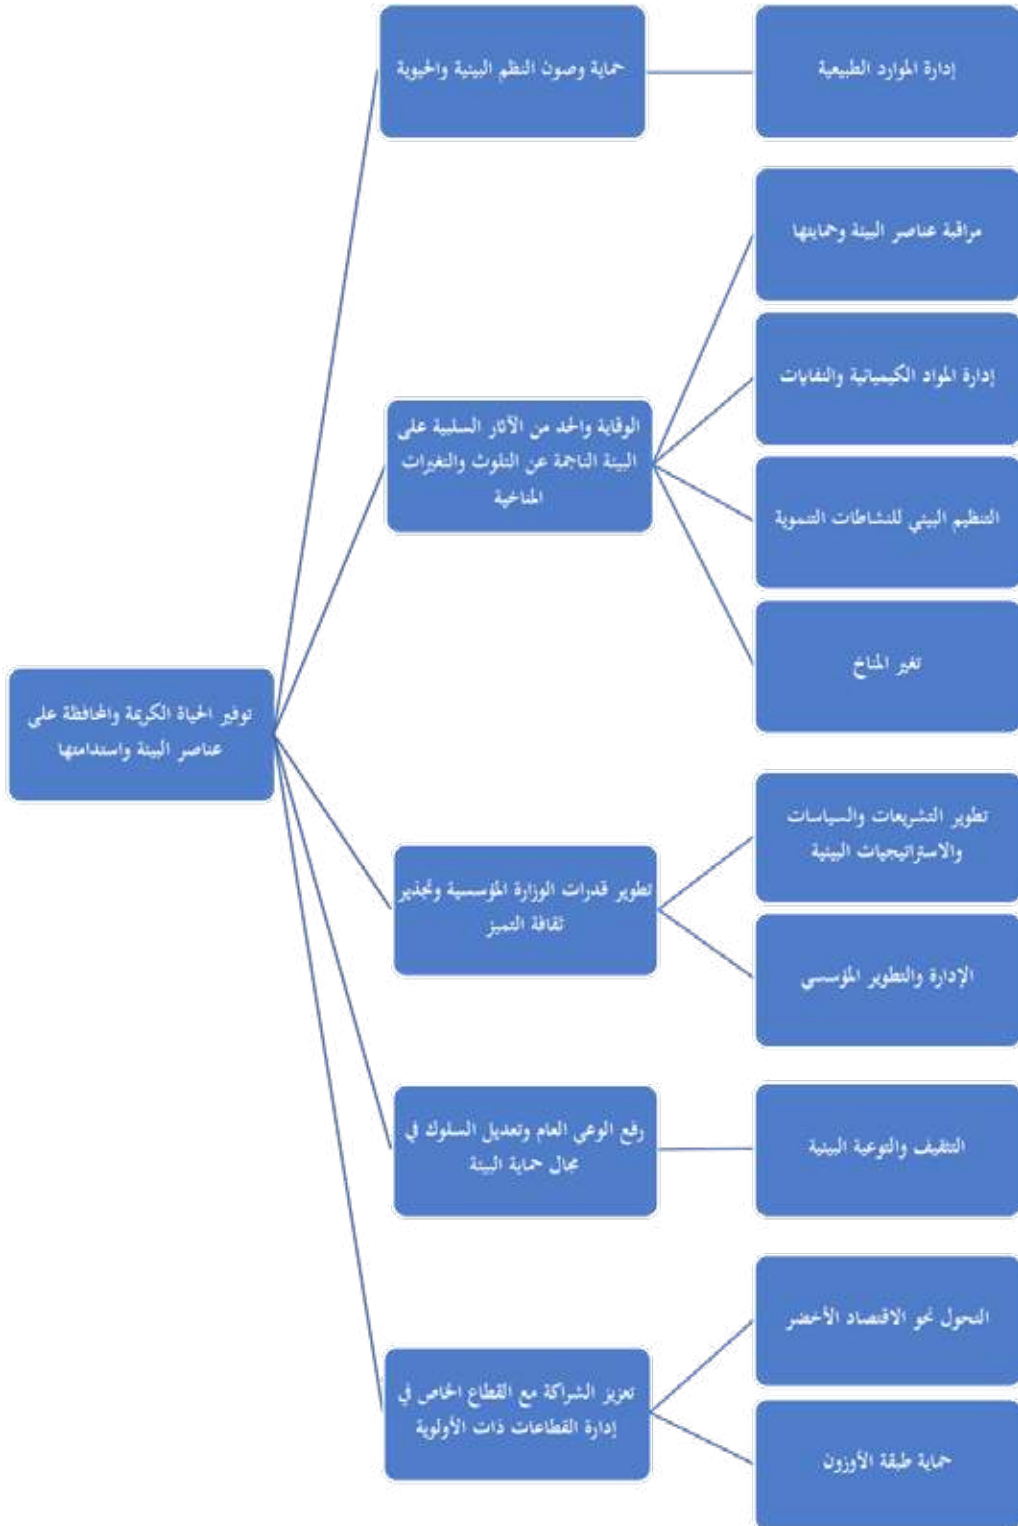 حماية وصون النظم البيئية والحيوية
إدارة الموارد الطبيعية
مراقبة عناصر البيئة وحمايتها
إدارة المواد الكيميائية والنفايات
الوقاية والحد من الآثار السلبية على
البيئة الناجمة عن التلوث والتغيرات
المناخية
التنظيم البيئي للنشاطات التنموية
تغير المناخ
توفير الحياة الكريمة والمحافظة على
عناصر البيئة واستدامتها
تطوير التشريعات والسياسات
والاستراتيجيات البيئية
تطوير قدرات الوزارة المؤسسية وتجذير
ثقافة التميز
الإدارة والتطوير المؤسسي
رفع الوعي العام وتعديل السلوك في
مجال حماية البيئة
التثقيف والتوعية البيئية
التحول نحو الاقتصاد الأخضر
تعزيز الشراكة مع القطاع الخاص في
إدارة القطاعات ذات الأولوية
حماية طبقة الأوزون